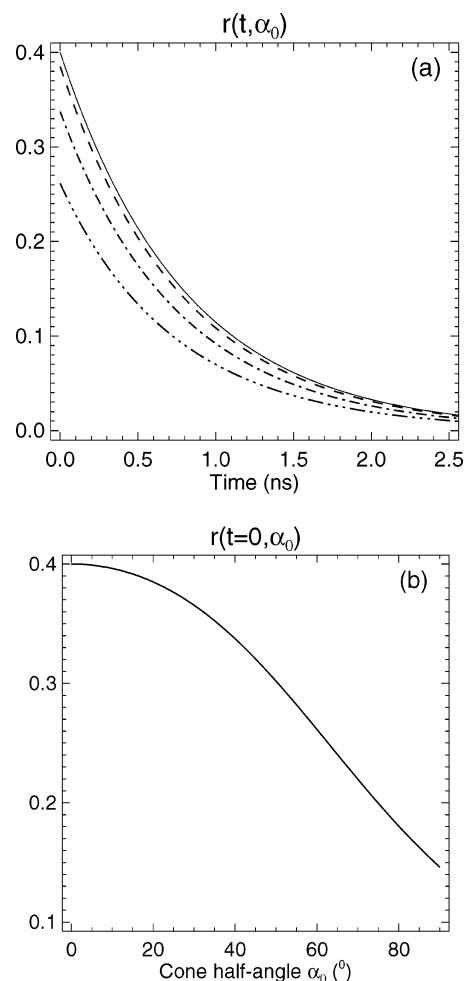 r(t,α₀)
(a)
0.4
0.3
0.2
0.1
0.0
0.0 0.5 1.0 1.5 2.0 2.5
Time (ns)
r(t=0,α₀)
(b)
0.4
0.3
0.2
0.1
0 20 40 60 80
Cone half-angle α₀ (⁰)